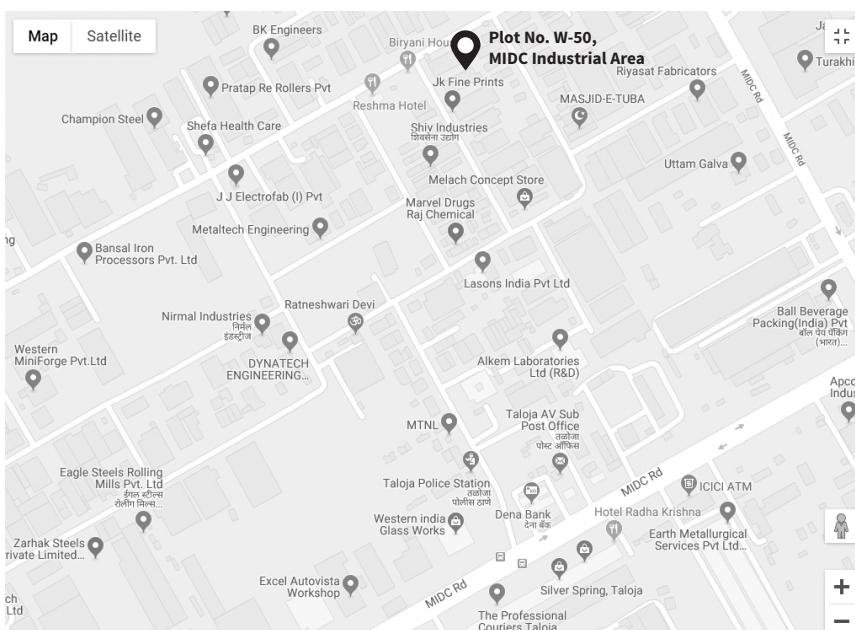 Map
Satellite
BK Engineers
Biryani Hou
Plot No. W-50,
MIDC Industrial Area
Ja
Turakhi
Riyasat Fabricators
MIDC Rd
Jk Fine Prints
Pratap Re Rollers Pvt
Reshma Hotel
MASJID-E-TUBA
Champion Steel
Shefa Health Care
Shiv Industries
शिवसेना उद्योग
MIDC Rd
Uttam Galva
Melach Concept Store
J J Electrofab (I) Pvt
Marvel Drugs
Raj Chemical
Metaltech Engineering
ng
Bansal Iron
Processors Pvt. Ltd
Lasons India Pvt Ltd
Ratneshwari Devi
Nirmal Industries
निर्मल
इंडस्ट्रीज
Ball Beverage
Packing(India) Pvt
बॉल पेय पॅकिंग
(भारत)...
Western
MiniForge Pvt.Ltd
DYNATECH
ENGINEERING...
Alkem Laboratories
Ltd (R&D)
Apco
Indus
MTNL
Taloja AV Sub
Post Office
तळोजा
पोस्ट ऑफिस
Eagle Steels Rolling
Mills Pvt. Ltd
ईगल स्टील्स
रोलींग मिल्स...
Taloja Police Station
तळोजा
पोलीस ठाणे
MIDC Rd
ICICI ATM
Dena Bank
देना बँक
Hotel Radha Krishna
Western india
Glass Works
Earth Metallurgical
Services Pvt Ltd...
Zarhak Steels
rivate Limited...
Excel Autovista
Workshop
MIDC Rd
Silver Spring, Taloja
ch
Ltd
The Professional
Couriers Taloja